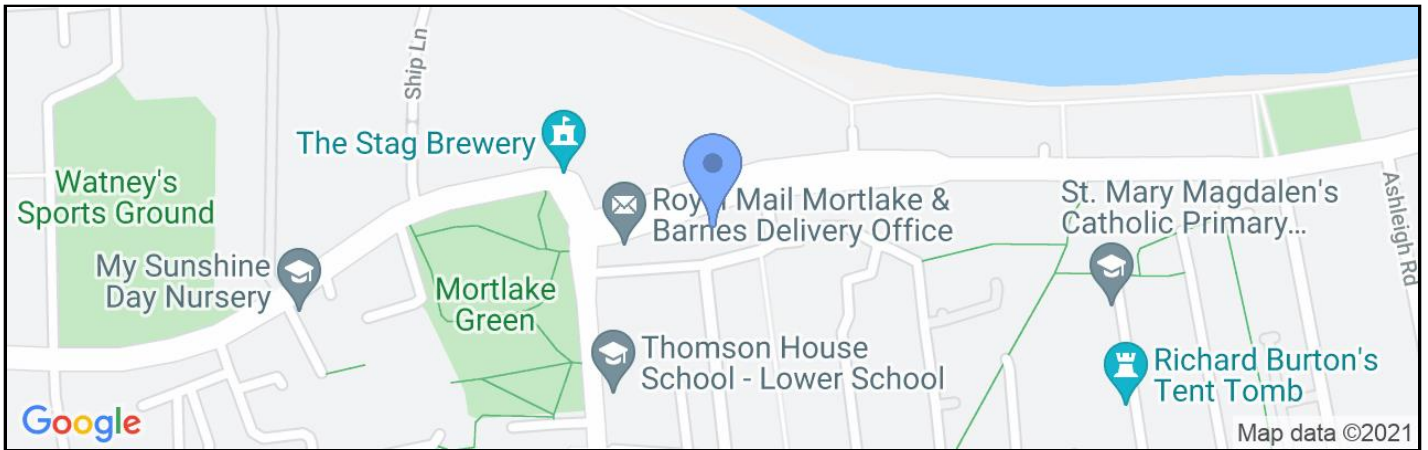 Ship Ln
The Stag Brewery
Watney's
Sports Ground
Royal Mail Mortlake &
Barnes Delivery Office
St. Mary Magdalen's
Catholic Primary...
Ashleigh Rd
My Sunshine
Day Nursery
Mortlake
Green
Thomson House
School - Lower School
Richard Burton's
Tent Tomb
Google
Map data ©2021